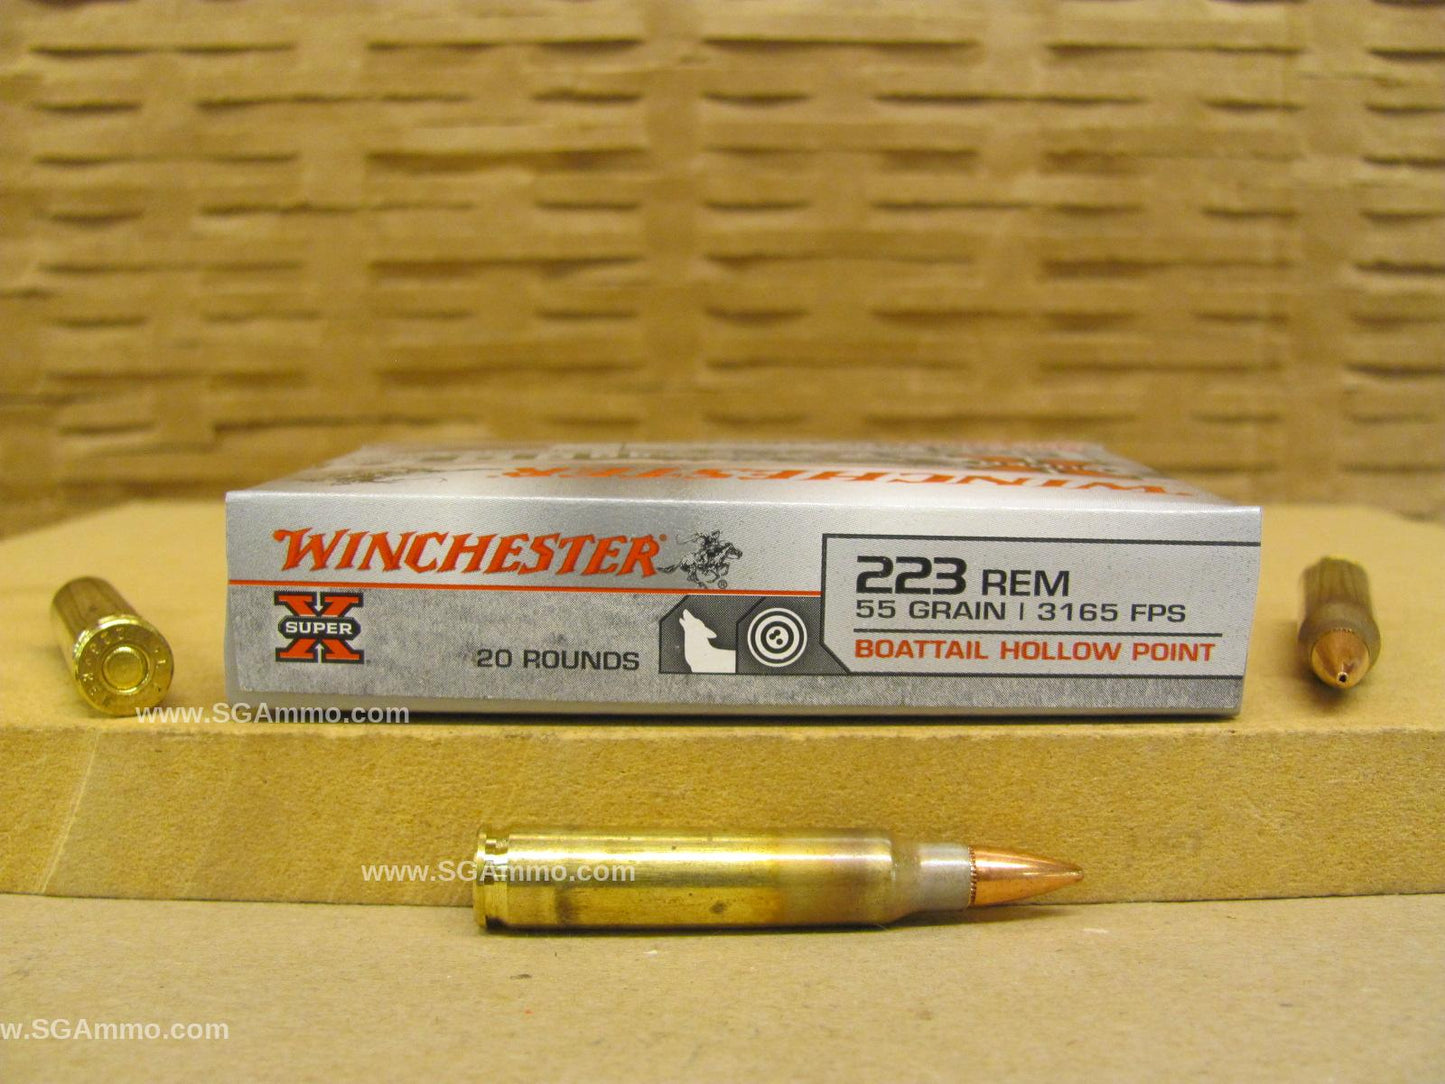 WINCHESTER
WINCHESTER®
SUPER X
20 ROUNDS
223 REM
55 GRAIN | 3165 FPS
BOATTAIL HOLLOW POINT
www.SGAmmo.com
www.SGAmmo.com
w.SGAmmo.com